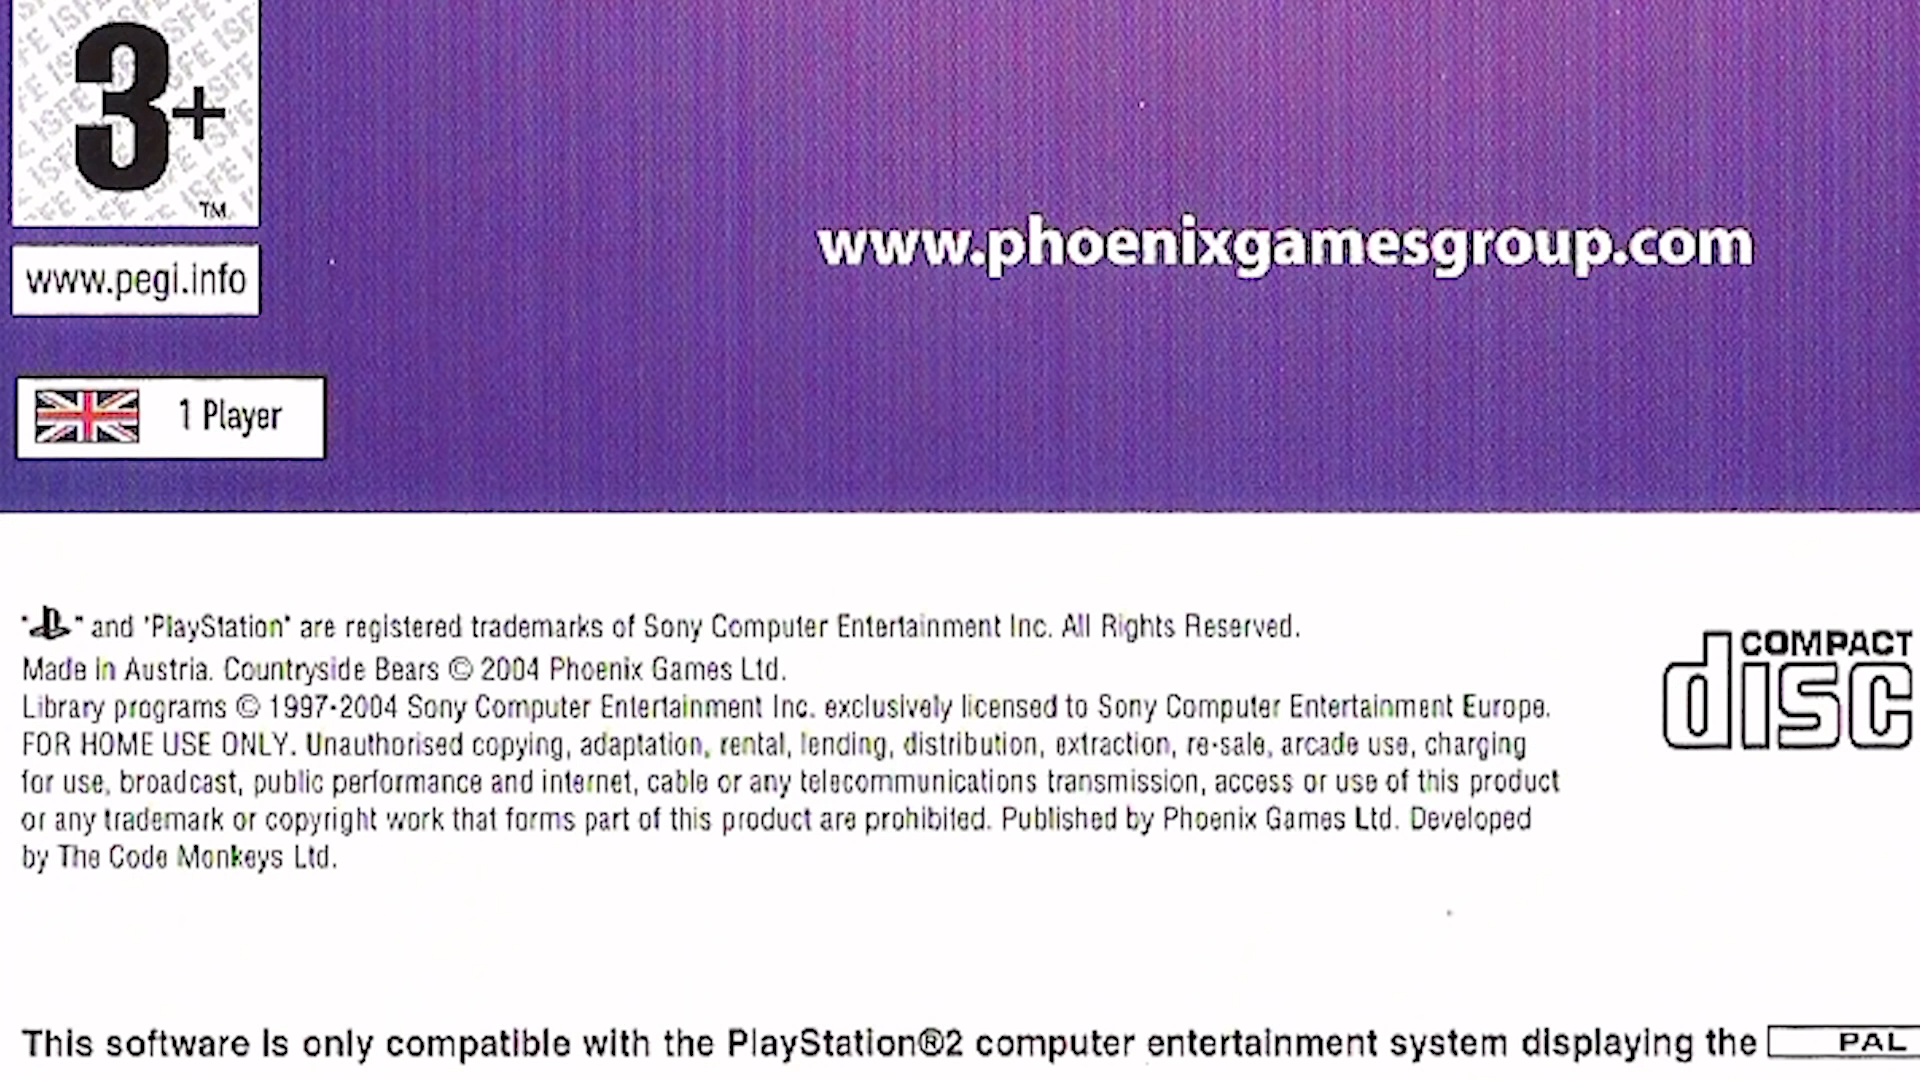 3+
TM
www.pegi.info
www.phoenixgamesgroup.com
1 Player
"PS" and "PlayStation" are registered trademarks of Sony Computer Entertainment Inc. All Rights Reserved.
Made in Austria. Countryside Bears © 2004 Phoenix Games Ltd.
Library programs © 1997-2004 Sony Computer Entertainment Inc. exclusively licensed to Sony Computer Entertainment Europe.
FOR HOME USE ONLY. Unauthorised copying, adaptation, rental, lending, distribution, extraction, re-sale, arcade use, charging
for use, broadcast, public performance and internet, cable or any telecommunications transmission, access or use of this product
or any trademark or copyright work that forms part of this product are prohibited. Published by Phoenix Games Ltd. Developed
by The Code Monkeys Ltd.
COMPACT
disc
This software is only compatible with the PlayStation®2 computer entertainment system displaying the PAL